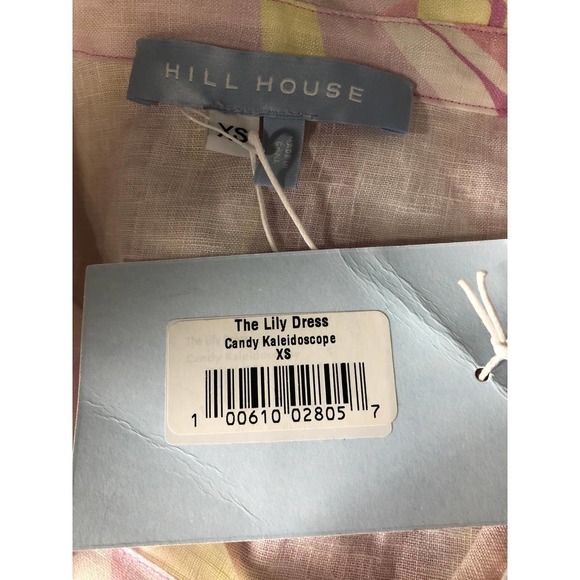 HILL HOUSE
XS
The Lily Dress
Candy Kaleidoscope
XS
1 00610 02805 7